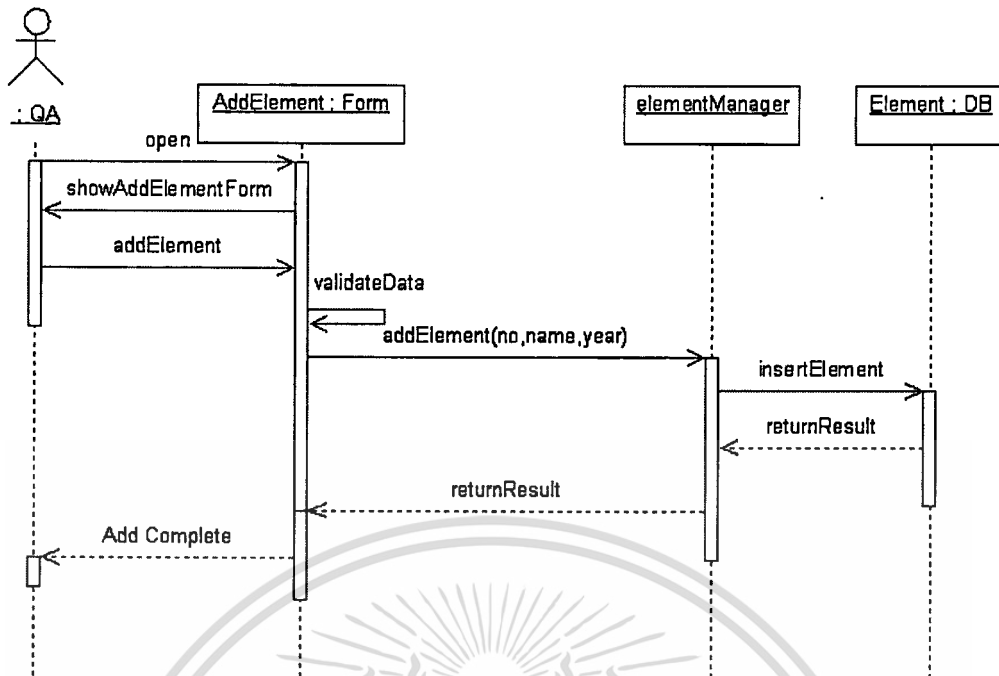 : QA
AddElement : Form
elementManager
Element : DB
open
showAddElementForm
addElement
validateData
addElement(no,name,year)
insertElement
returnResult
returnResult
Add Complete